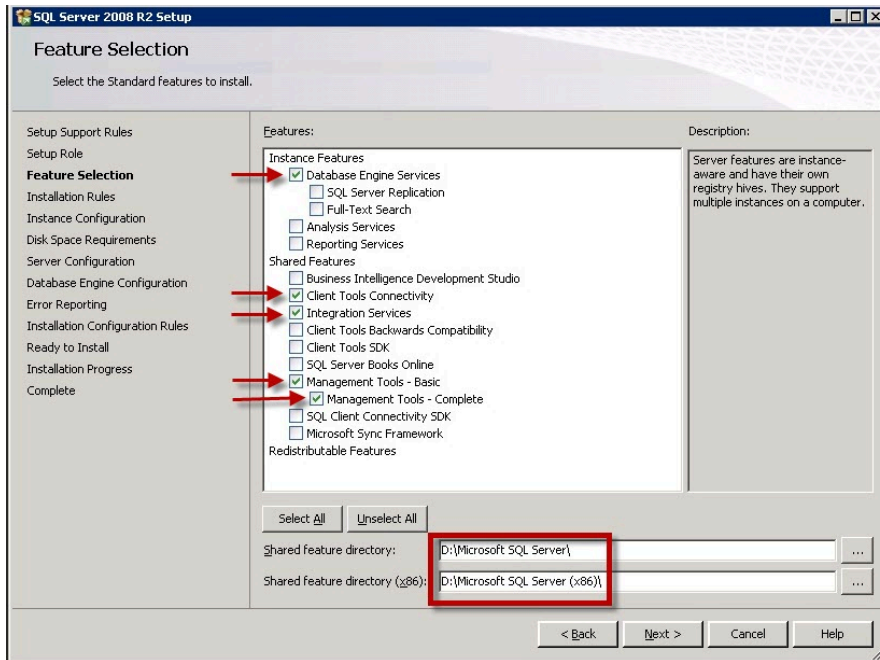 SQL Server 2008 R2 Setup
Feature Selection
Select the Standard features to install.
Setup Support Rules
Setup Role
Feature Selection
Installation Rules
Instance Configuration
Disk Space Requirements
Server Configuration
Database Engine Configuration
Error Reporting
Installation Configuration Rules
Ready to Install
Installation Progress
Complete
Features:
Instance Features
Database Engine Services
SQL Server Replication
Full-Text Search
Analysis Services
Reporting Services
Shared Features
Business Intelligence Development Studio
Client Tools Connectivity
Integration Services
Client Tools Backwards Compatibility
Client Tools SDK
SQL Server Books Online
Management Tools - Basic
Management Tools - Complete
SQL Client Connectivity SDK
Microsoft Sync Framework
Redistributable Features
Description:
Server features are instance-
aware and have their own
registry hives. They support
multiple instances on a computer.
Select All
Unselect All
Shared feature directory:
D:\Microsoft SQL Server\
...
Shared feature directory (x86):
D:\Microsoft SQL Server (x86)\
...
< Back
Next >
Cancel
Help